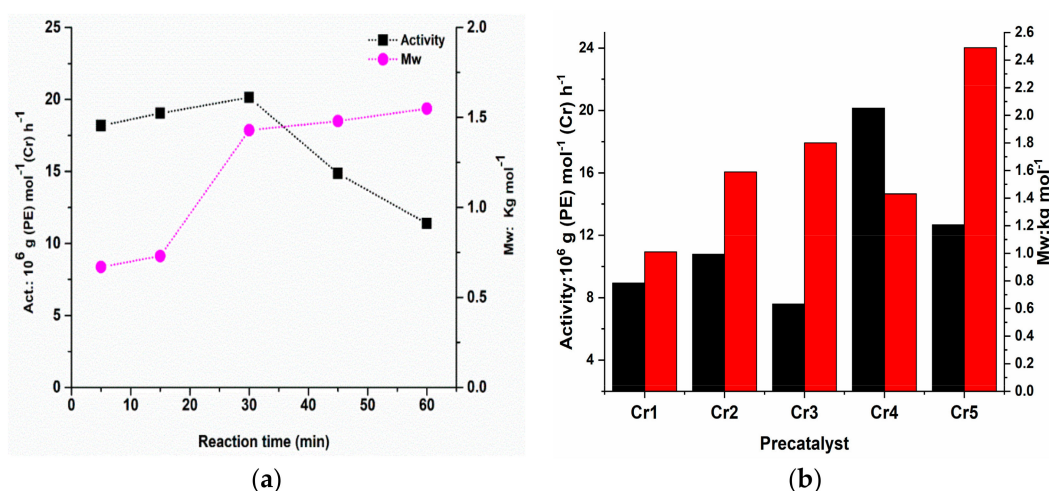 Activity
Mw
25
20
15
10
5
0
Act.: 10⁶ g (PE) mol⁻¹ (Cr) h⁻¹
0 10 20 30 40 50 60
Reaction time (min)
2.0
1.5
1.0
0.5
0.0
Mw: Kg mol⁻¹
(a)
24
20
16
12
8
4
Activity:10⁶ g (PE) mol⁻¹ (Cr) h⁻¹
Cr1 Cr2 Cr3 Cr4 Cr5
Precatalyst
2.6
2.4
2.2
2.0
1.8
1.6
1.4
1.2
1.0
0.8
0.6
0.4
0.2
0.0
Mw:kg mol⁻¹
(b)